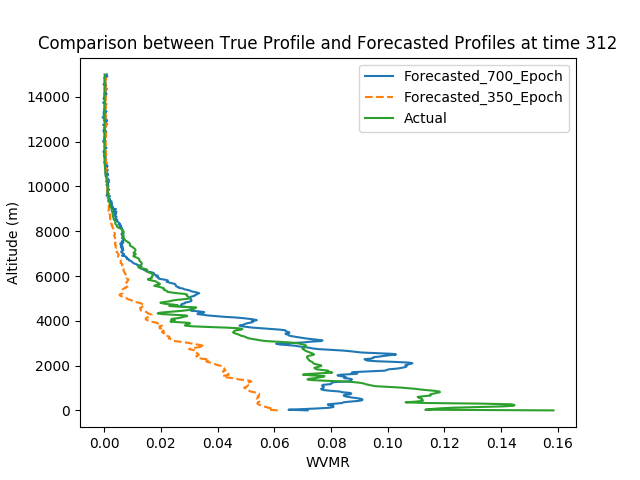 Comparison between True Profile and Forecasted Profiles at time 312
Forecasted_700_Epoch
Forecasted_350_Epoch
Actual
Altitude (m)
14000
12000
10000
8000
6000
4000
2000
0
0.00 0.02 0.04 0.06 0.08 0.10 0.12 0.14 0.16
WVMR